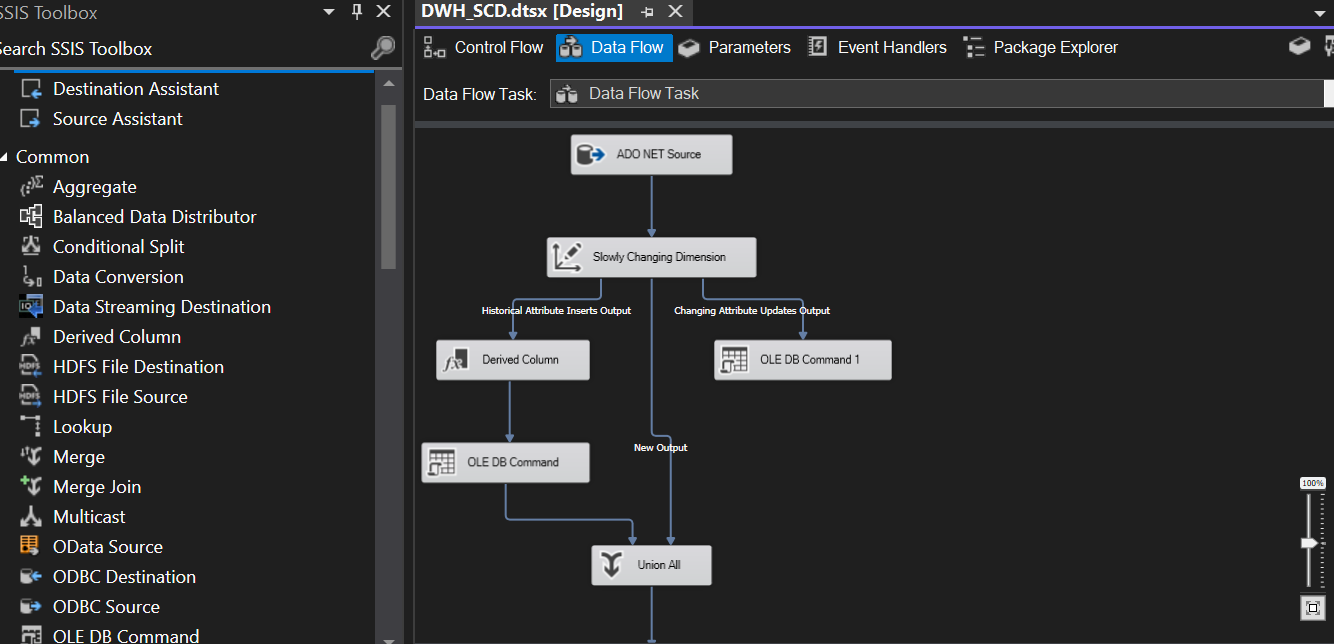 SSIS Toolbox
Search SSIS Toolbox
Destination Assistant
Source Assistant
Common
Aggregate
Balanced Data Distributor
Conditional Split
Data Conversion
Data Streaming Destination
Derived Column
HDFS File Destination
HDFS File Source
Lookup
Merge
Merge Join
Multicast
OData Source
ODBC Destination
ODBC Source
OLE DB Command
DWH_SCD.dtsx [Design]
Control Flow
Data Flow
Parameters
Event Handlers
Package Explorer
Data Flow Task:
Data Flow Task
ADO NET Source
Slowly Changing Dimension
Historical Attribute Inserts Output
Changing Attribute Updates Output
Derived Column
OLE DB Command 1
New Output
OLE DB Command
Union All
100%